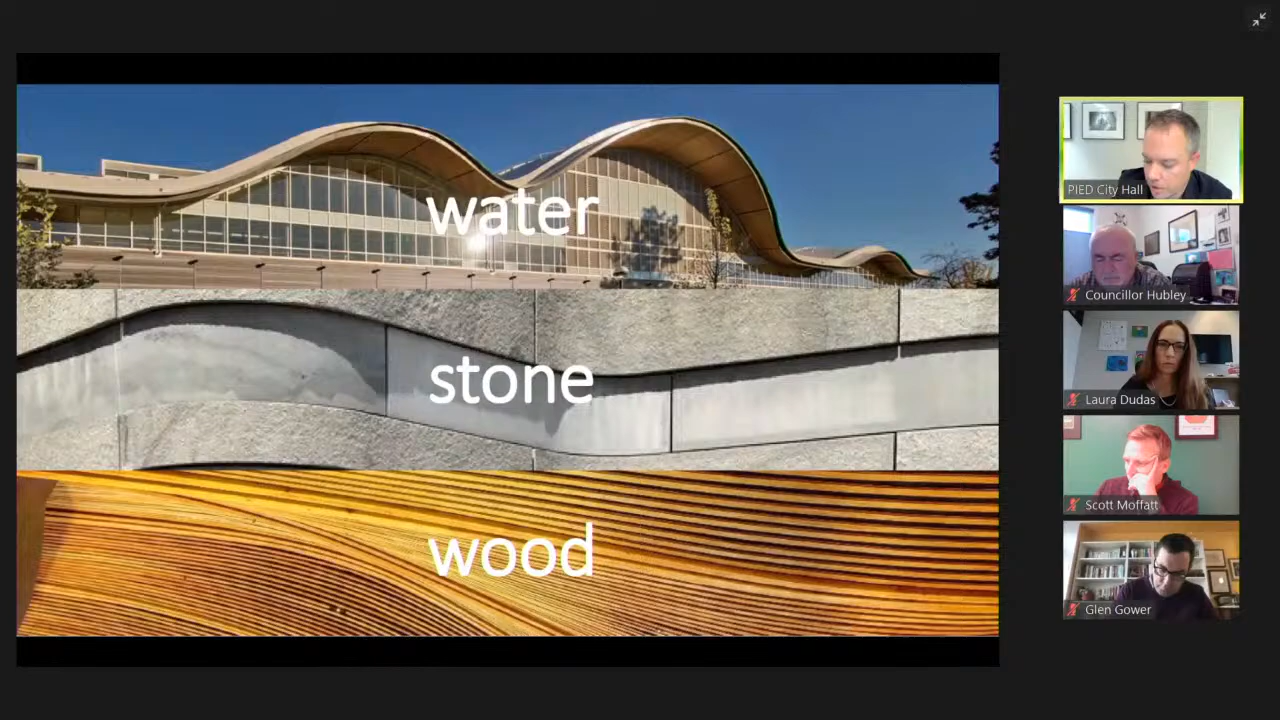 water
stone
wood
PIED City Hall
Councillor Hubley
Laura Dudas
Scott Moffatt
Glen Gower